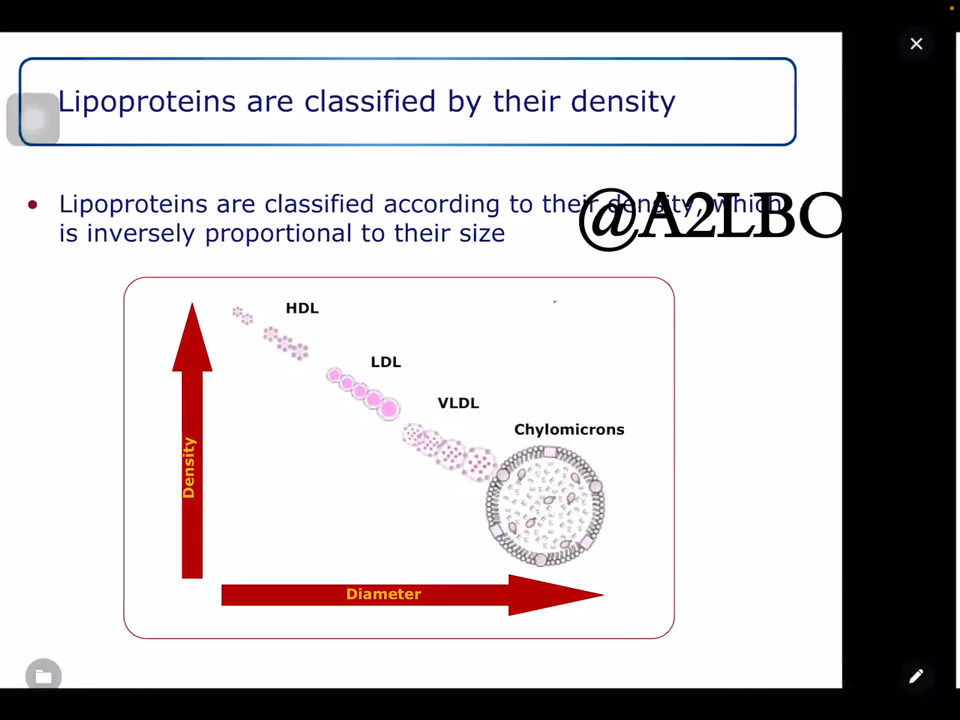 Lipoproteins are classified by their density
• Lipoproteins are classified according to their density, which
is inversely proportional to their size
@A2LBO
HDL
LDL
VLDL
Chylomicrons
Density
Diameter